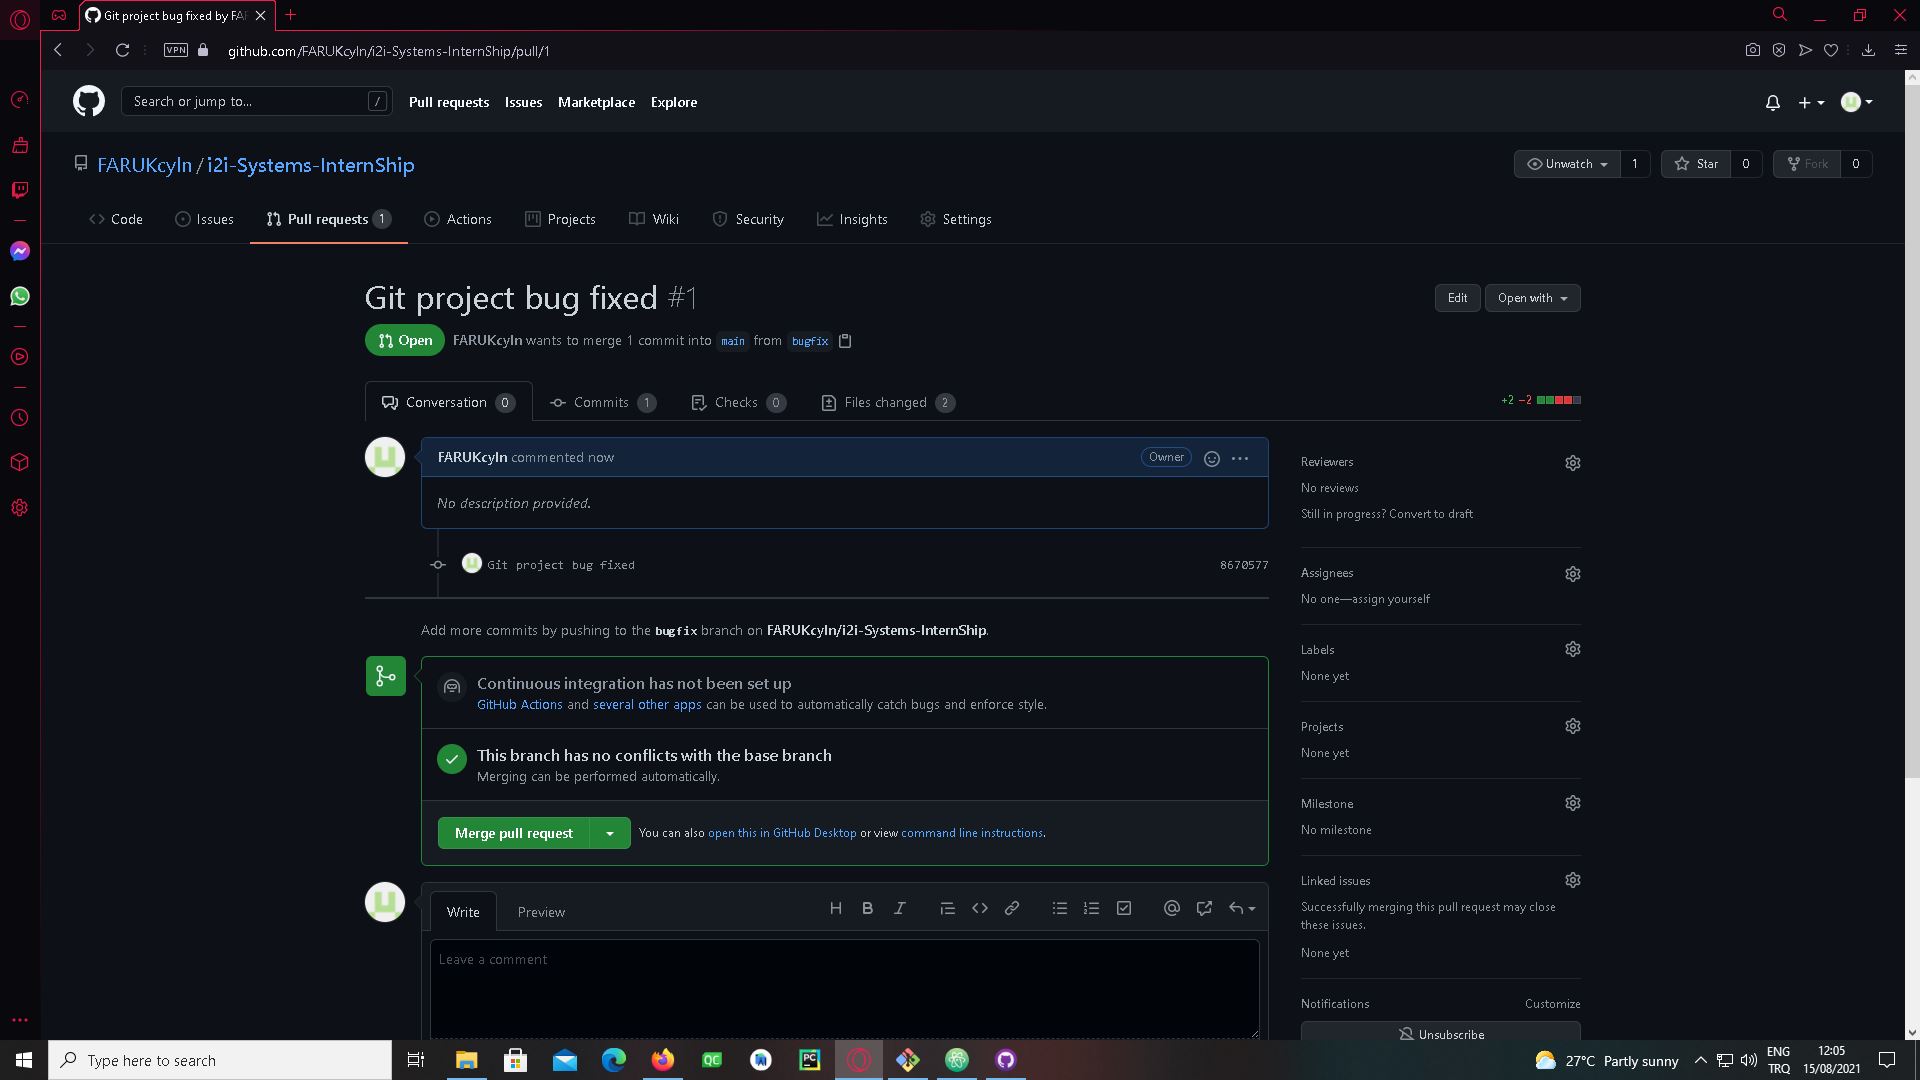 Git project bug fixed by FAR
VPN
github.com/FARUKcyln/i2i-Systems-InternShip/pull/1
Search or jump to...
/
Pull requests
Issues
Marketplace
Explore
FARUKcyln / i2i-Systems-InternShip
Unwatch
1
Star
0
Fork
0
Code
Issues
Pull requests 1
Actions
Projects
Wiki
Security
Insights
Settings
Git project bug fixed #1
Edit
Open with
Open
FARUKcyln wants to merge 1 commit into main from bugfix
Conversation 0
Commits 1
Checks 0
Files changed 2
+2 −2
FARUKcyln commented now
Owner
No description provided.
Git project bug fixed
8670577
Add more commits by pushing to the bugfix branch on FARUKcyln/i2i-Systems-InternShip.
Continuous integration has not been set up
GitHub Actions and several other apps can be used to automatically catch bugs and enforce style.
This branch has no conflicts with the base branch
Merging can be performed automatically.
Merge pull request
You can also open this in GitHub Desktop or view command line instructions.
Write
Preview
Leave a comment
Reviewers
No reviews
Still in progress? Convert to draft
Assignees
No one—assign yourself
Labels
None yet
Projects
None yet
Milestone
No milestone
Linked issues
Successfully merging this pull request may close
these issues.
None yet
Notifications
Customize
Unsubscribe
Type here to search
QC
PC
27°C Partly sunny
ENG
TRQ
12:05
15/08/2021